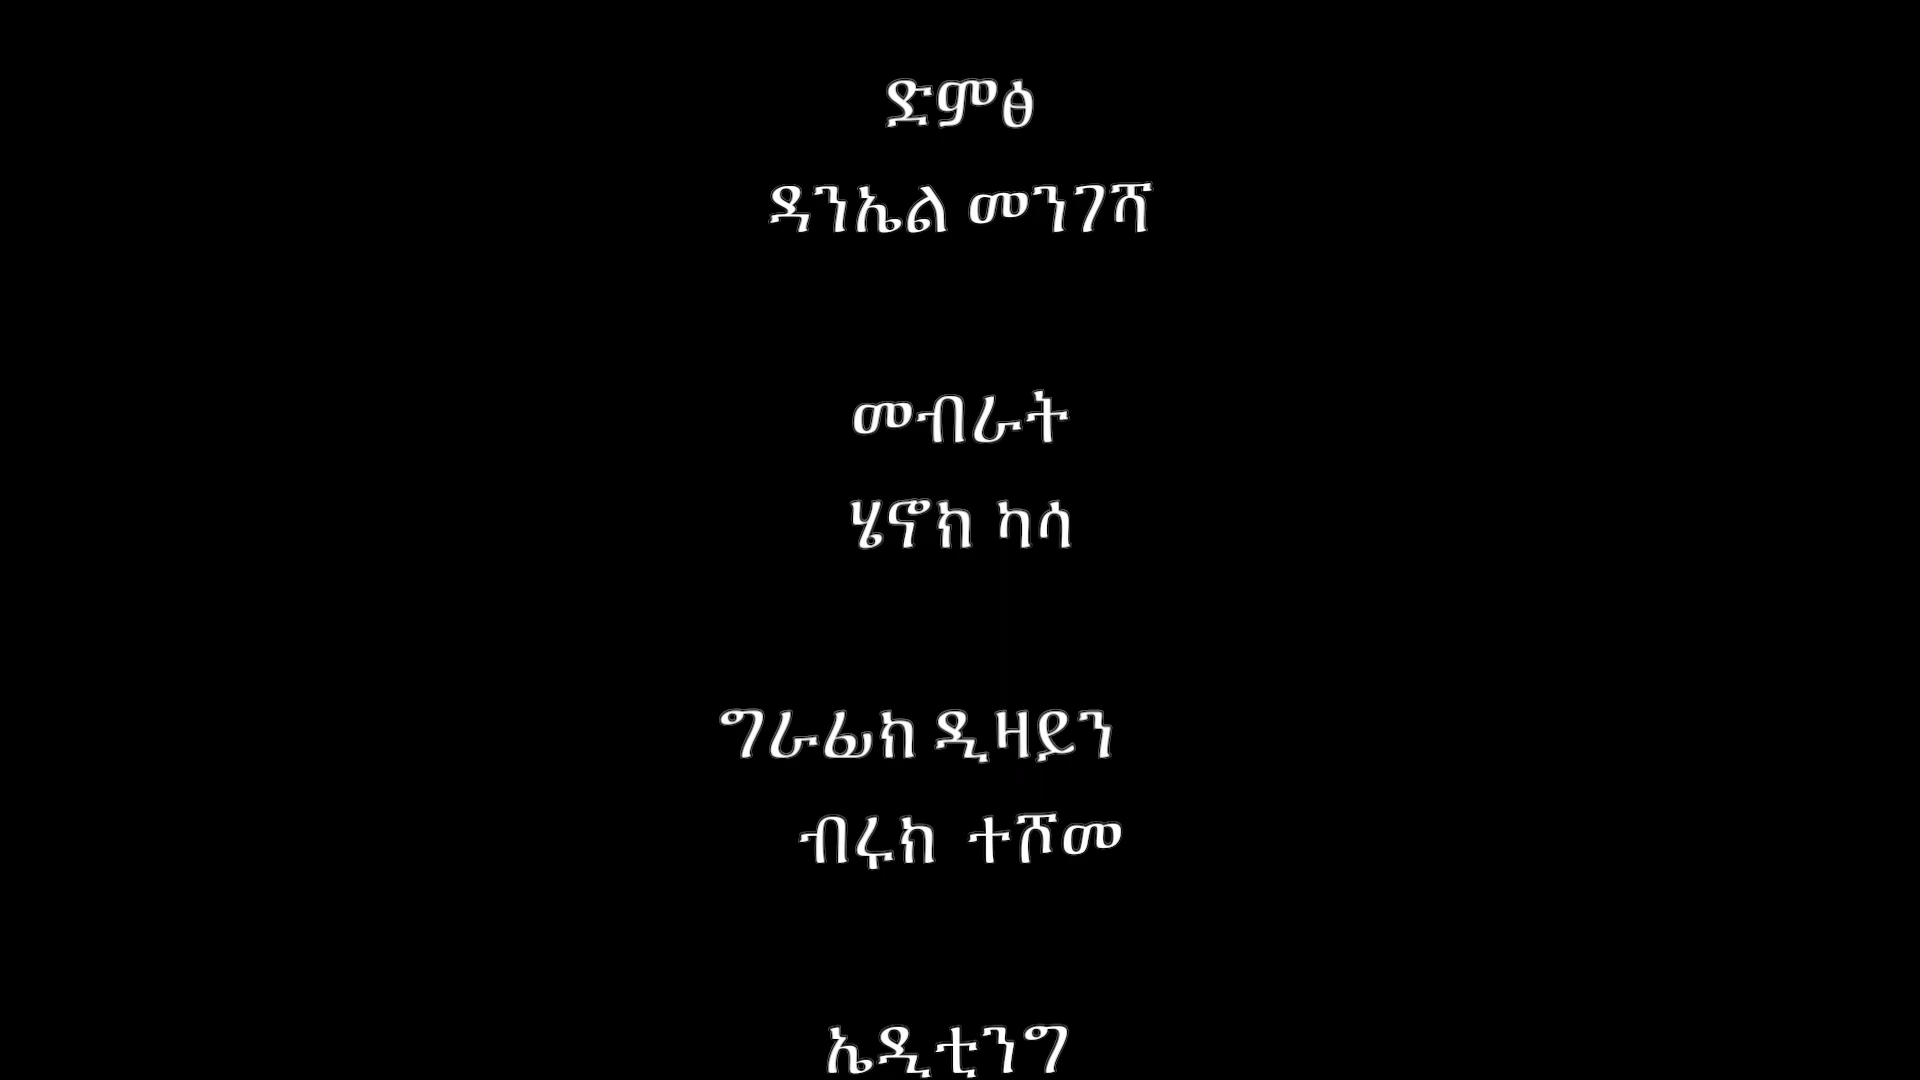 ድምፅ
ዳንኤል መንገሻ
መብራት
ሄኖክ ካሳ
ግራፊክ ዲዛይን
ብሩክ ተሾመ
ኤዲቲንግ